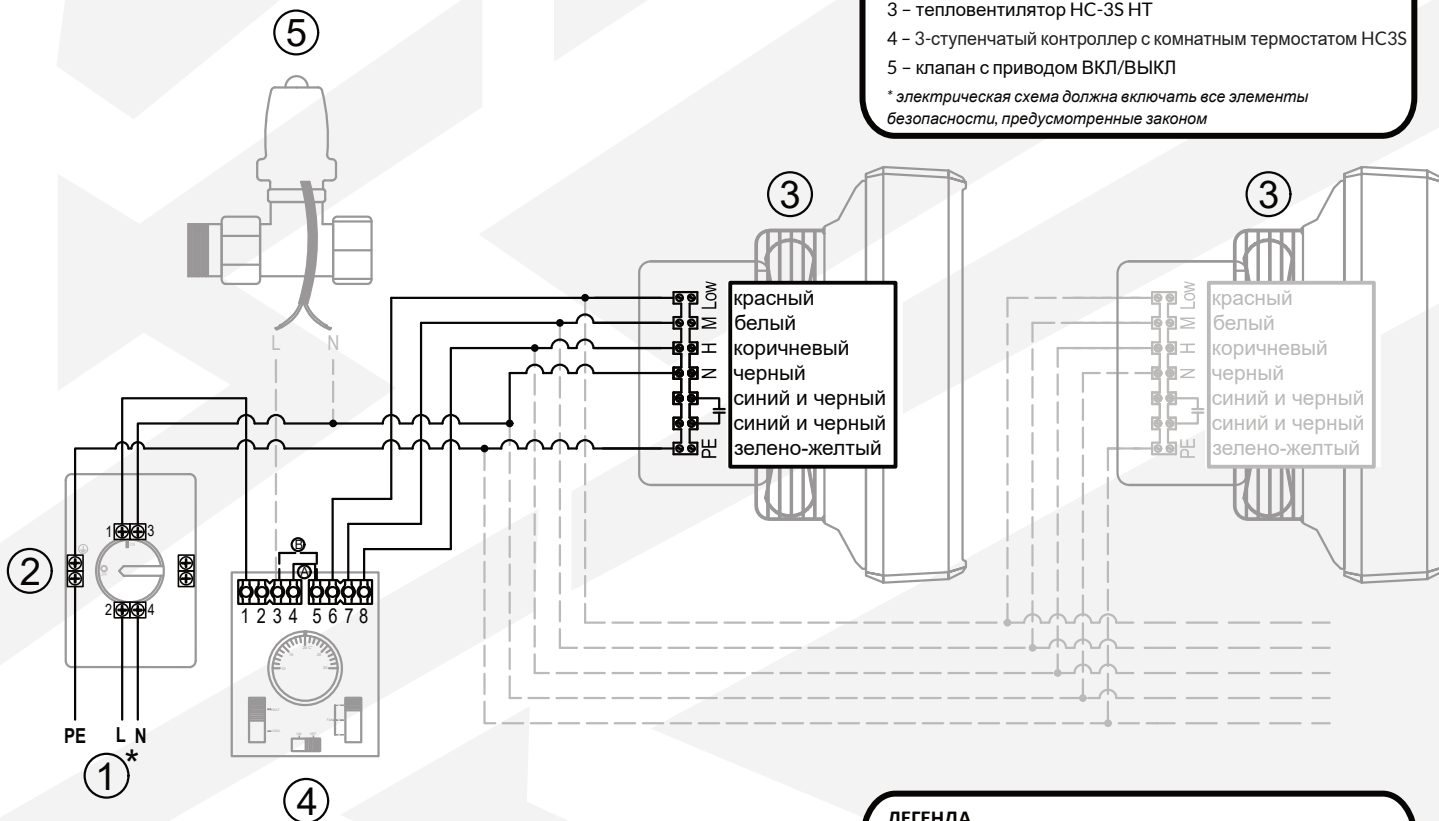 3 – тепловентилятор HC-3S HT
4 – 3-ступенчатый контроллер с комнатным термостатом HC3S
5 – клапан с приводом ВКЛ/ВЫКЛ
* электрическая схема должна включать все элементы
безопасности, предусмотренные законом
5
3
3
L N
Low
красный
M
белый
H
коричневый
N
черный
синий и черный
синий и черный
PE
зелено-желтый
Low
красный
M
белый
H
коричневый
N
черный
синий и черный
синий и черный
PE
зелено-желтый
1 3
2
2 4
B
A
1 2 3 4 5 6 7 8
PE L N
1*
4
ЛЕГЕНДА